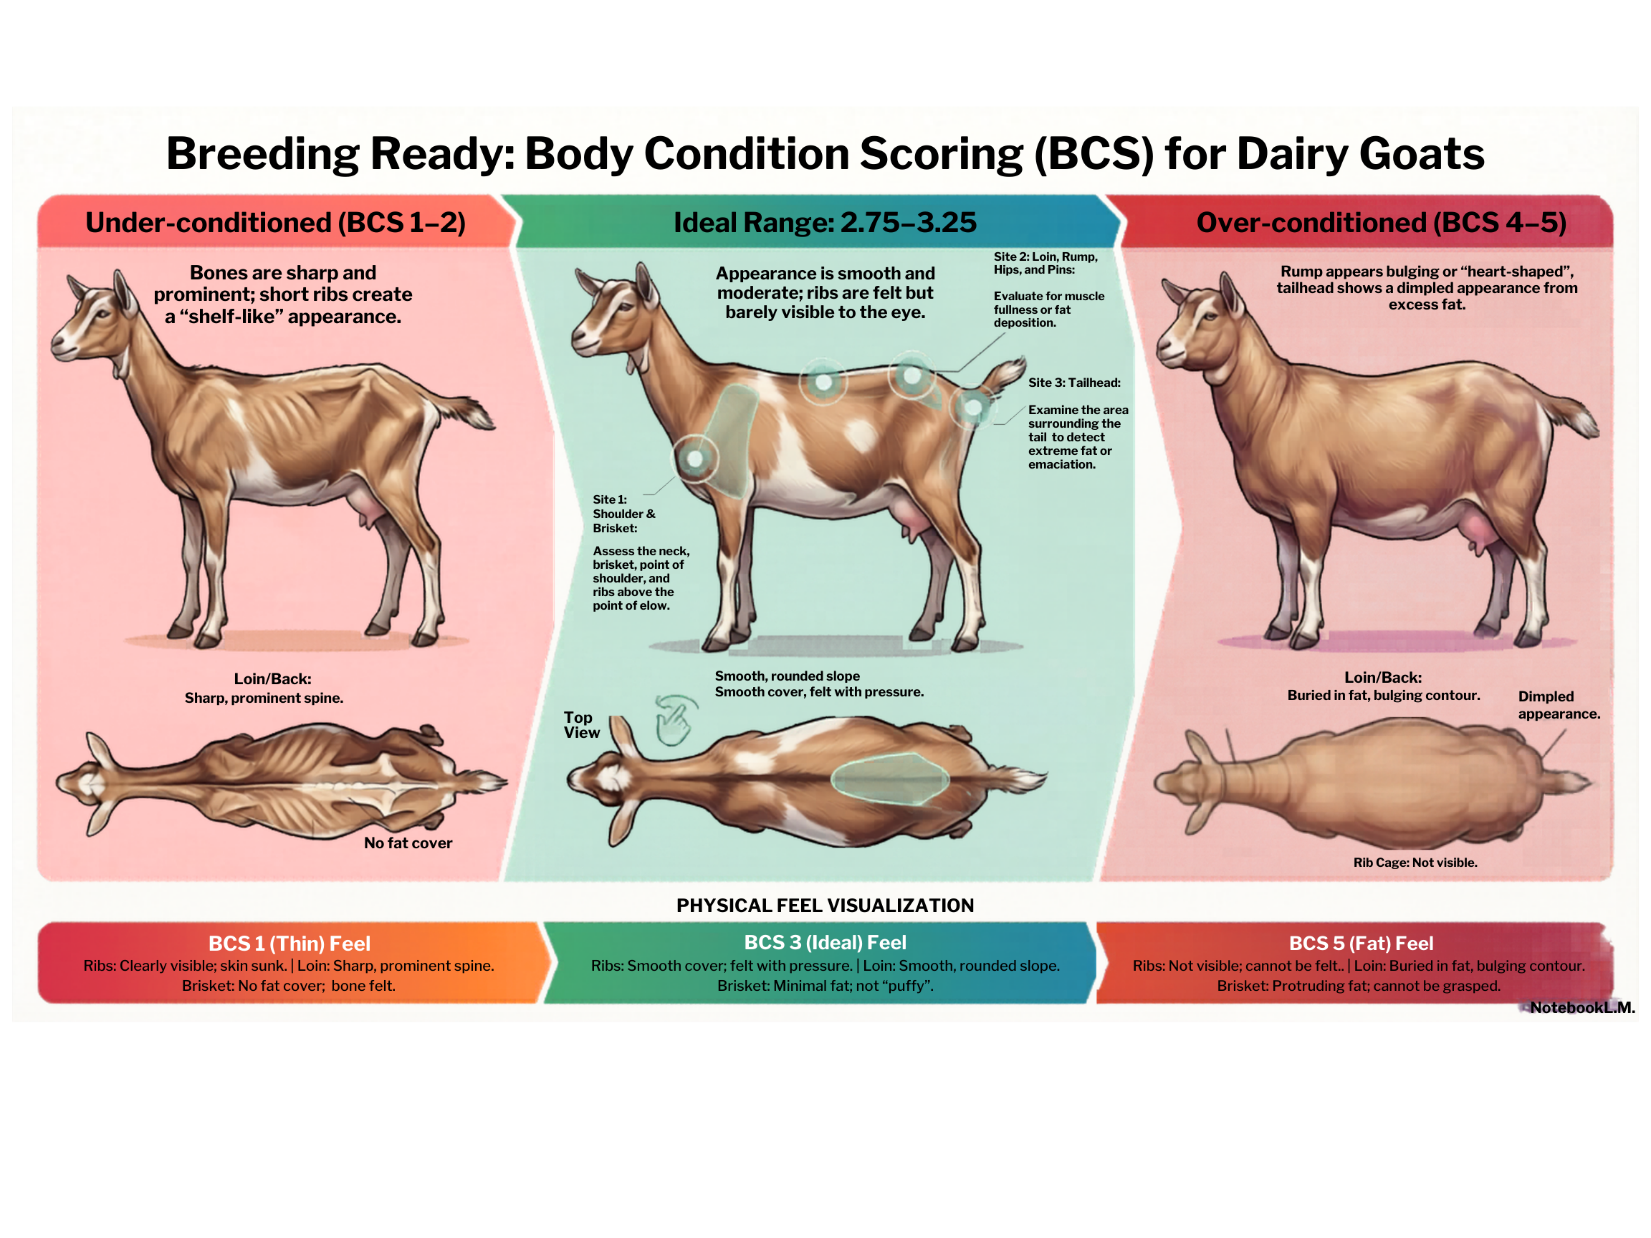 Breeding Ready: Body Condition Scoring (BCS) for Dairy Goats
Under-conditioned (BCS 1–2)
Bones are sharp and
prominent; short ribs create
a “shelf-like” appearance.
Loin/Back:
Sharp, prominent spine.
No fat cover
Ideal Range: 2.75–3.25
Appearance is smooth and
moderate; ribs are felt but
barely visible to the eye.
Site 2: Loin, Rump,
Hips, and Pins:
Evaluate for muscle
fullness or fat
deposition.
Site 3: Tailhead:
Examine the area
surrounding the
tail to detect
extreme fat or
emaciation.
Site 1:
Shoulder &
Brisket:
Assess the neck,
brisket, point of
shoulder, and
ribs above the
point of elow.
Smooth, rounded slope
Smooth cover, felt with pressure.
Top
View
Over-conditioned (BCS 4–5)
Rump appears bulging or “heart-shaped”,
tailhead shows a dimpled appearance from
excess fat.
Loin/Back:
Buried in fat, bulging contour.
Dimpled
appearance.
Rib Cage: Not visible.
PHYSICAL FEEL VISUALIZATION
BCS 1 (Thin) Feel
Ribs: Clearly visible; skin sunk. | Loin: Sharp, prominent spine.
Brisket: No fat cover; bone felt.
BCS 3 (Ideal) Feel
Ribs: Smooth cover; felt with pressure. | Loin: Smooth, rounded slope.
Brisket: Minimal fat; not “puffy”.
BCS 5 (Fat) Feel
Ribs: Not visible; cannot be felt.. | Loin: Buried in fat, bulging contour.
Brisket: Protruding fat; cannot be grasped.
NotebookL.M.